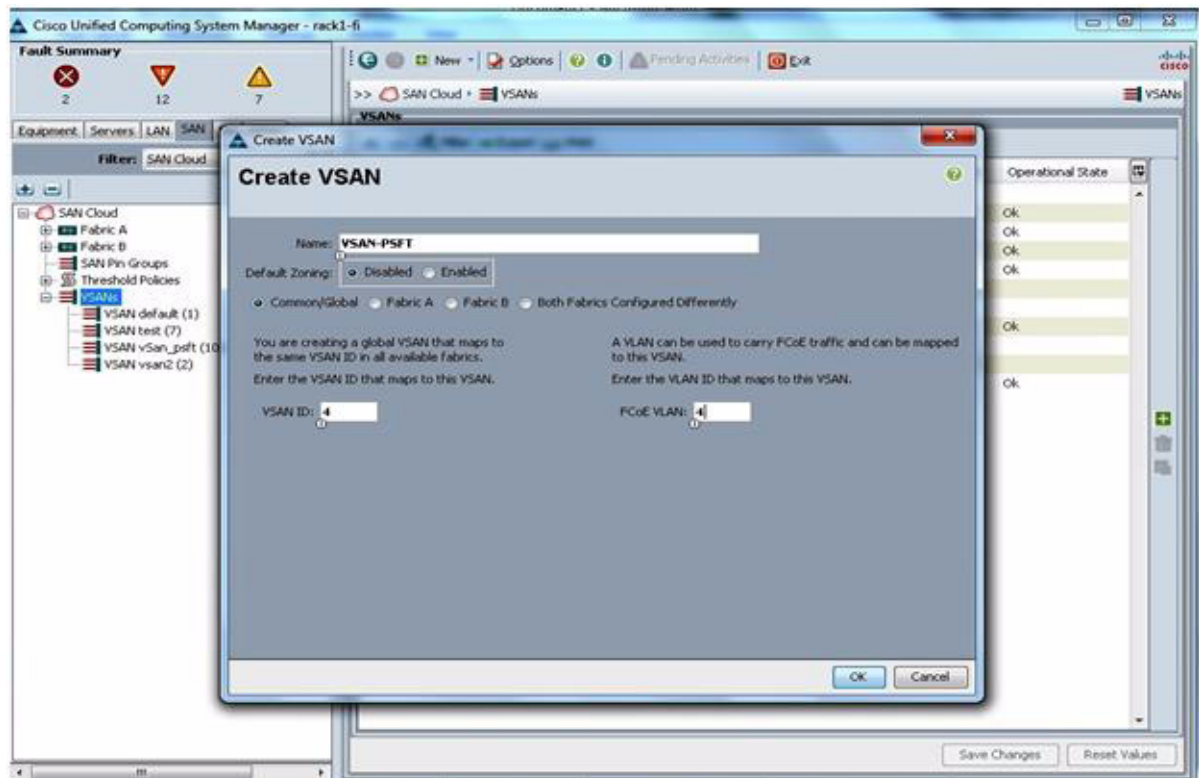 Cisco Unified Computing System Manager - rack1-fi
Fault Summary
2 12 7
New Options Pending Activities Exit
CISCO
>> SAN Cloud VSANs
VSANs
VSANs
Equipment Servers LAN SAN
Filter: SAN Cloud
SAN Cloud
Fabric A
Fabric B
SAN Pin Groups
Threshold Policies
VSANs
VSAN default (1)
VSAN test (7)
VSAN vSan_psft (10
VSAN vsan2 (2)
Create VSAN
Create VSAN
Name: VSAN-PSFT
Default Zoning: Disabled Enabled
Common/Global Fabric A Fabric B Both Fabrics Configured Differently
You are creating a global VSAN that maps to
the same VSAN ID in all available fabrics.
Enter the VSAN ID that maps to this VSAN.
VSAN ID: 4
A VLAN can be used to carry FCoE traffic and can be mapped
to this VSAN.
Enter the VLAN ID that maps to this VSAN.
FCoE VLAN: 4
OK Cancel
Operational State
Ok
Ok
Ok
Ok
Ok
Ok
Save Changes Reset Values